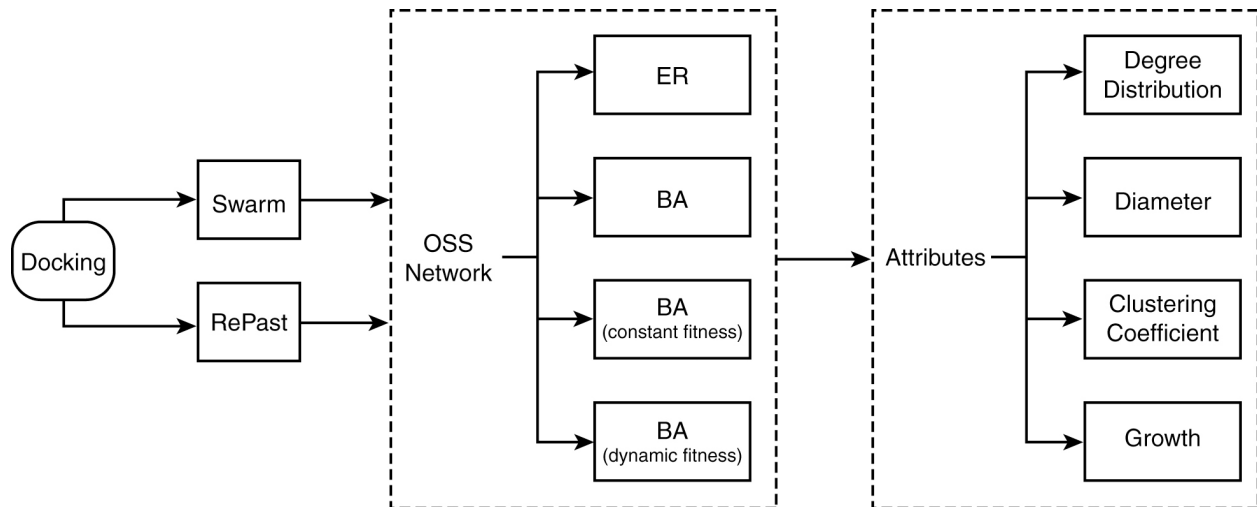 Docking
Swarm
RePast
OSS
Network
ER
BA
BA
(constant fitness)
BA
(dynamic fitness)
Attributes
Degree
Distribution
Diameter
Clustering
Coefficient
Growth